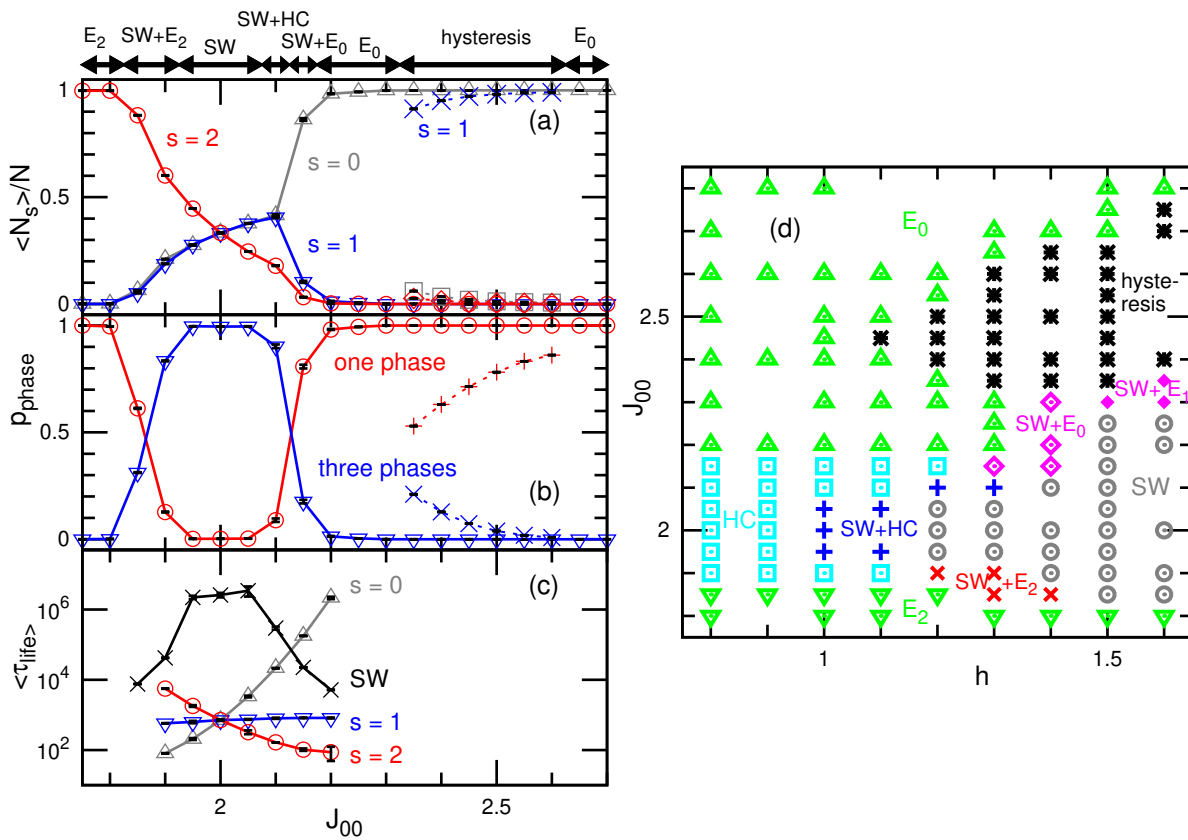 E2 SW+E2 SW SW+HC SW+E0 E0 hysteresis E0
<Ns>/N
1
0.5
0
s = 2
s = 0
s = 1
s = 1
(a)
pphase
1
0.5
0
one phase
three phases
(b)
<τlife>
10^6
10^4
10^2
s = 0
SW
s = 1
s = 2
(c)
2 2.5
J00
(d)
J00
2.5
2
E0
hyste-
resis
SW+E1
SW+E0
SW
HC
SW+HC
SW+E2
E2
1 1.5
h